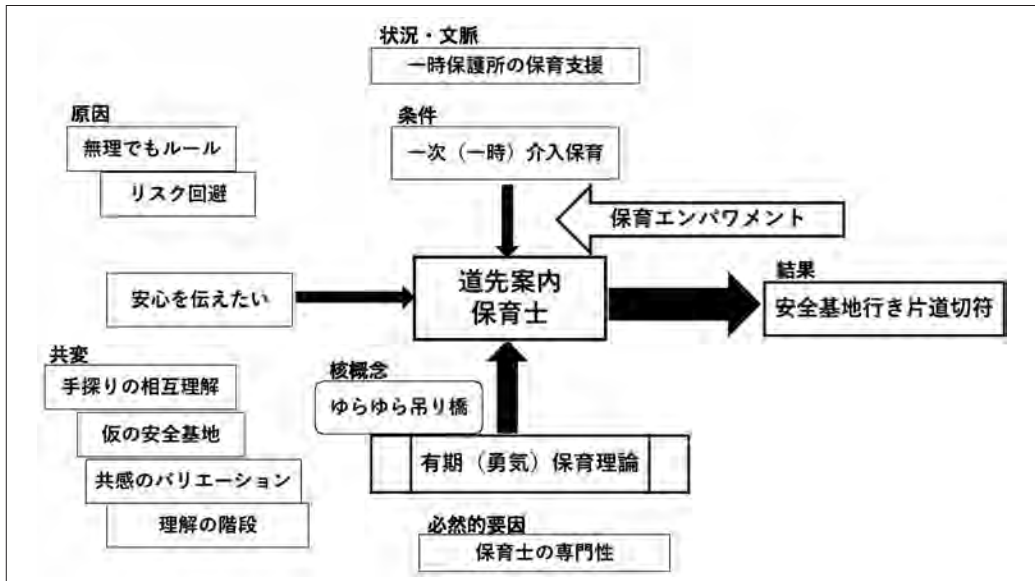 状況・文脈
一時保護所の保育支援
原因
無理でもルール
リスク回避
条件
一次（一時）介入保育
保育エンパワメント
安心を伝えたい
道先案内
保育士
結果
安全基地行き片道切符
共変
手探りの相互理解
仮の安全基地
共感のバリエーション
理解の階段
核概念
ゆらゆら吊り橋
有期（勇気）保育理論
必然的要因
保育士の専門性